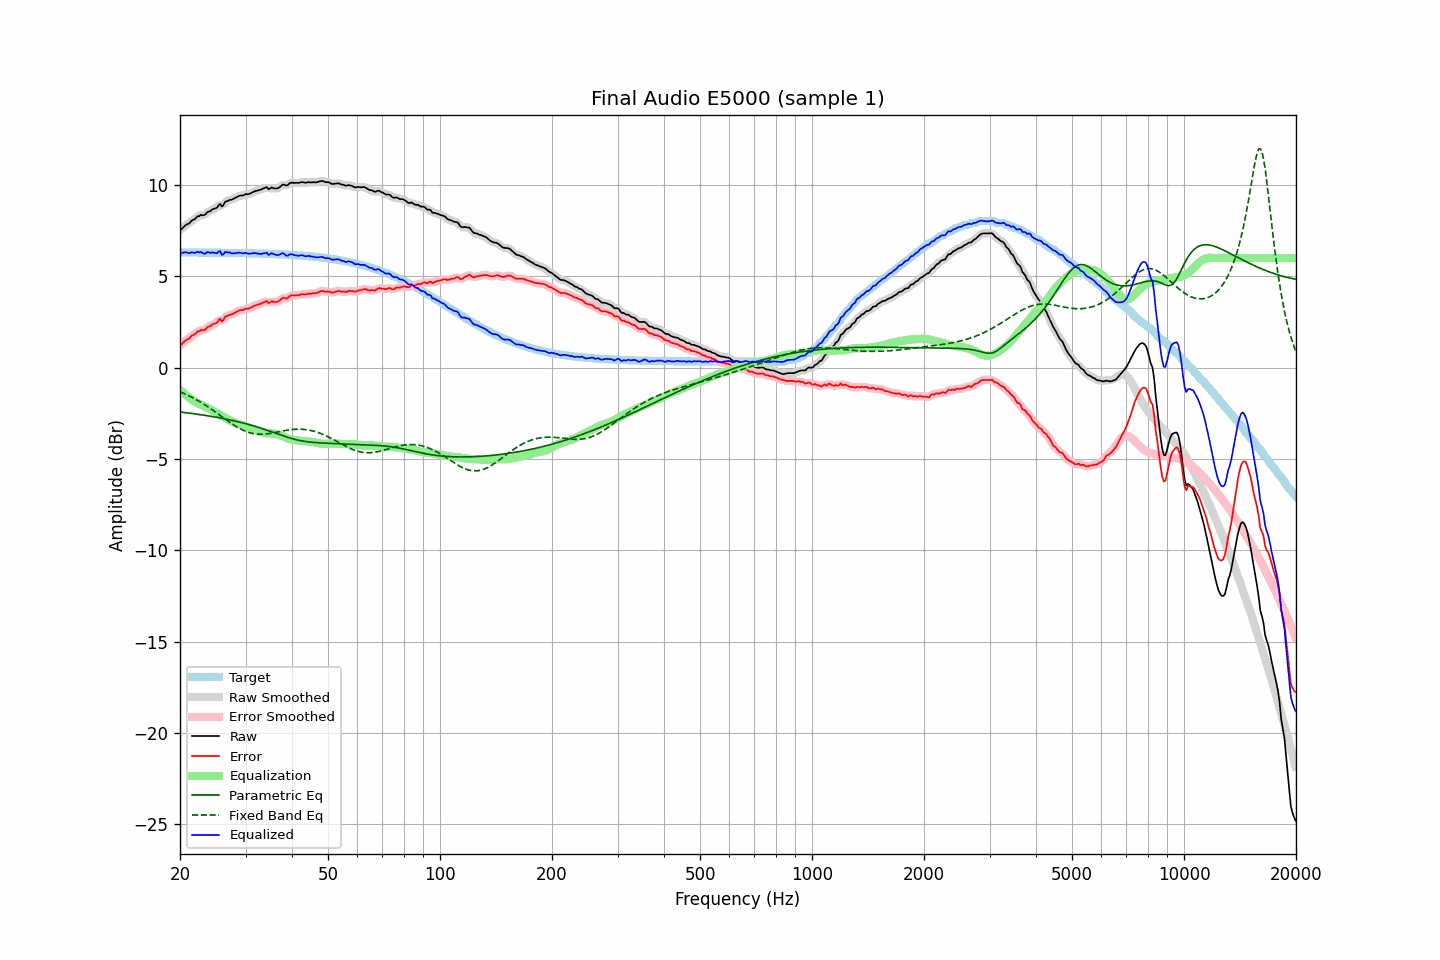 Final Audio E5000 (sample 1)
Amplitude (dBr)
10
5
0
−5
−10
−15
−20
−25
Target
Raw Smoothed
Error Smoothed
Raw
Error
Equalization
Parametric Eq
Fixed Band Eq
Equalized
20 50 100 200 500 1000 2000 5000 10000 20000
Frequency (Hz)